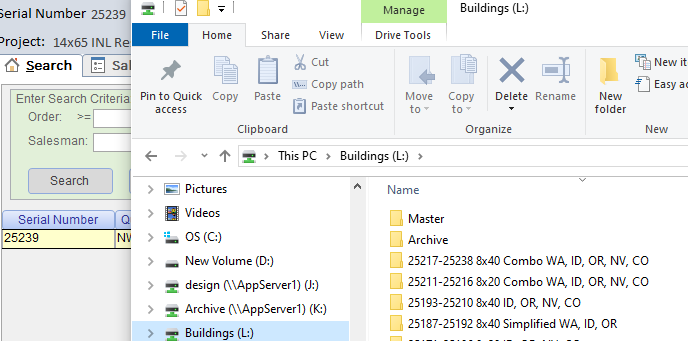 Serial Number 25239
Project: 14x65 INL Re
Search
Sal
Enter Search Criteria
Order: >=
Salesman:
Search
Serial Number
Q
25239
NW
Manage
Buildings (L:)
File
Home
Share
View
Drive Tools
Pin to Quick
access
Copy
Paste
Cut
Copy path
Paste shortcut
Clipboard
Move
to
Copy
to
Delete
Rename
Organize
New
folder
New it
Easy ac
New
This PC > Buildings (L:) >
Pictures
Videos
OS (C:)
New Volume (D:)
design (\\AppServer1) (J:)
Archive (\\AppServer1) (K:)
Buildings (L:)
Name
Master
Archive
25217-25238 8x40 Combo WA, ID, OR, NV, CO
25211-25216 8x20 Combo WA, ID, OR, NV, CO
25193-25210 8x40 ID, OR, NV, CO
25187-25192 8x40 Simplified WA, ID, OR